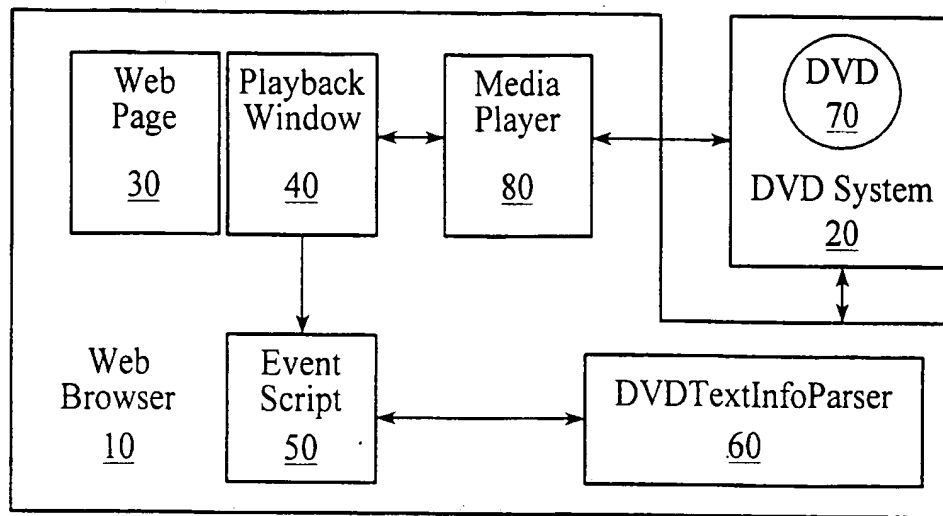 Web
Page
30
Playback
Window
40
Media
Player
80
DVD
70
DVD System
20
Web
Browser
10
Event
Script
50
DVDTextInfoParser
60